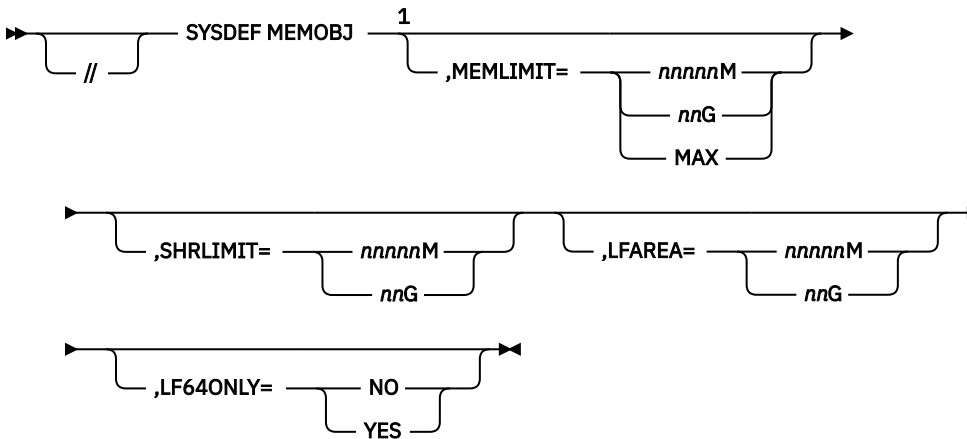 1
// SYSDEF MEMOBJ
,MEMLIMIT= nnnnnM
nnG
MAX
,SHRLIMIT= nnnnnM ,LFAREA= nnnnnM
nnG nnG
,LF64ONLY= NO
YES